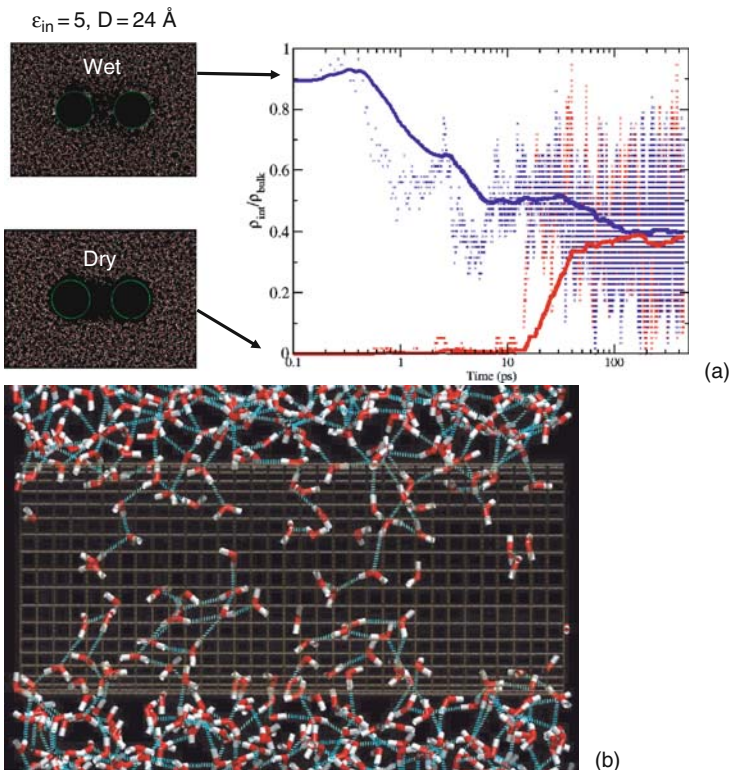 ε_in = 5, D = 24 Å
Wet
Dry
ρ_int/ρ_bulk
1
0.8
0.6
0.4
0.2
0
0.1
1
10
100
Time (ps)
(a)
(b)